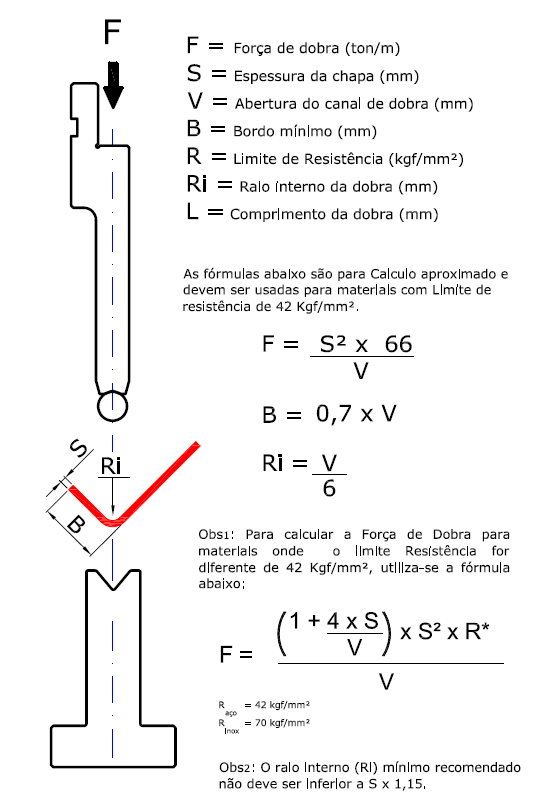 F
F = Força de dobra (ton/m)
S = Espessura da chapa (mm)
V = Abertura do canal de dobra (mm)
B = Bordo mínimo (mm)
R = Limite de Resistência (kgf/mm²)
Ri = Raio interno da dobra (mm)
L = Comprimento da dobra (mm)
As fórmulas abaixo são para Calculo aproximado e
devem ser usadas para materiais com Limite de
resistência de 42 Kgf/mm².
F = S² x 66
V
B = 0,7 x V
Ri = V
6
S
Ri
B
Obs1: Para calcular a Força de Dobra para
materiais onde o limite Resistência for
diferente de 42 Kgf/mm², utiliza-se a fórmula
abaixo:
F = (1 + 4 x S / V) x S² x R*
V
R aço = 42 kgf/mm²
R Inox = 70 kgf/mm²
Obs2: O raio interno (Ri) mínimo recomendado
não deve ser inferior a S x 1,15.